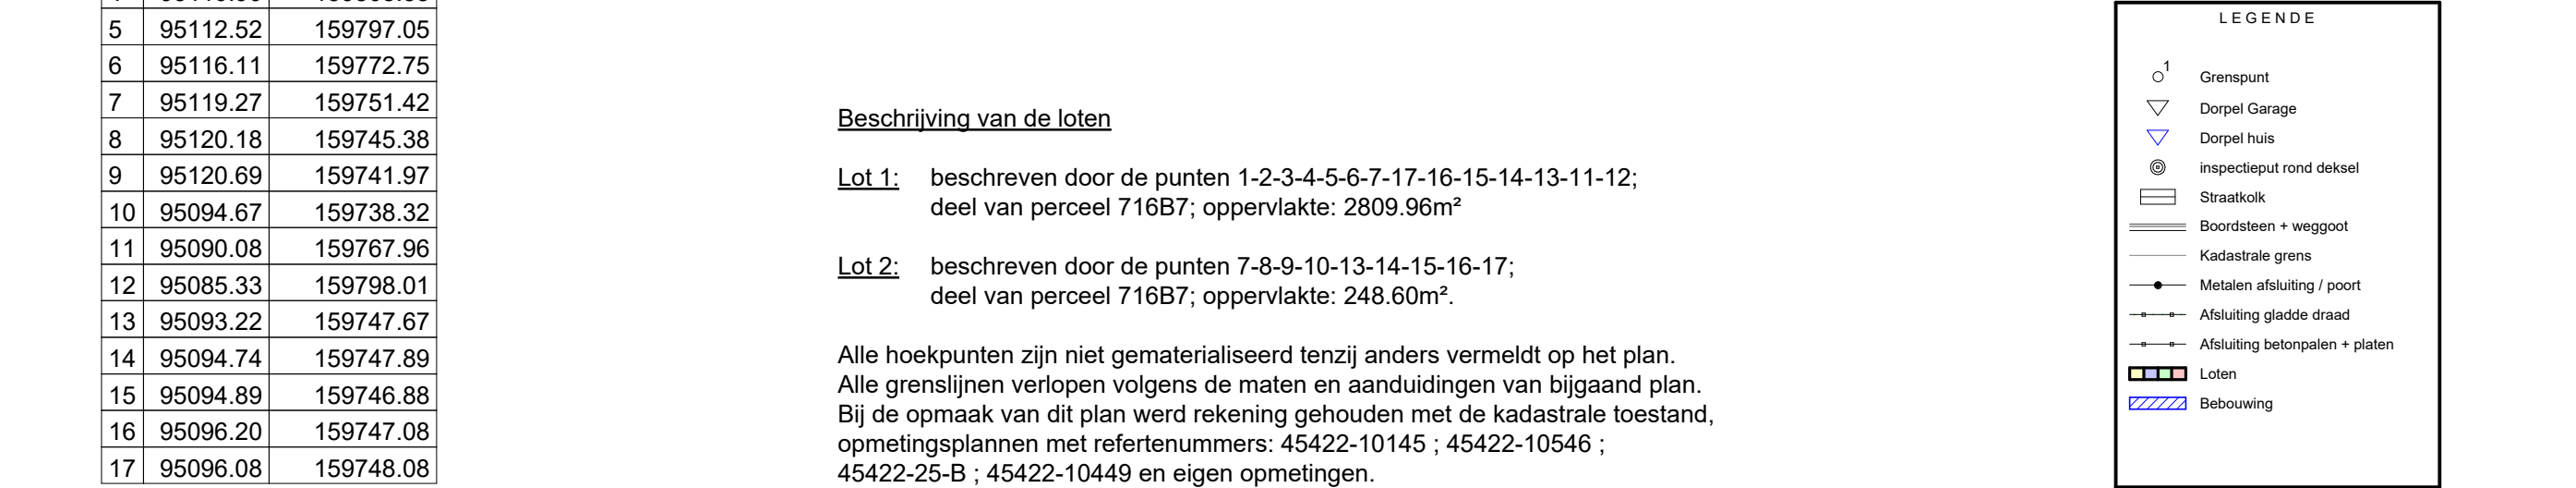 5 95112.52 159797.05
6 95116.11 159772.75
7 95119.27 159751.42
8 95120.18 159745.38
9 95120.69 159741.97
10 95094.67 159738.32
11 95090.08 159767.96
12 95085.33 159798.01
13 95093.22 159747.67
14 95094.74 159747.89
15 95094.89 159746.88
16 95096.20 159747.08
17 95096.08 159748.08
Beschrijving van de loten
Lot 1: beschreven door de punten 1-2-3-4-5-6-7-17-16-15-14-13-11-12;
deel van perceel 716B7; oppervlakte: 2809.96m²
Lot 2: beschreven door de punten 7-8-9-10-13-14-15-16-17;
deel van perceel 716B7; oppervlakte: 248.60m².
Alle hoekpunten zijn niet gematerialiseerd tenzij anders vermeldt op het plan.
Alle grenslijnen verlopen volgens de maten en aanduidingen van bijgaand plan.
Bij de opmaak van dit plan werd rekening gehouden met de kadastrale toestand,
opmetingsplannen met refertenummers: 45422-10145 ; 45422-10546 ;
45422-25-B ; 45422-10449 en eigen opmetingen.
LEGENDE
1 Grenspunt
Dorpel Garage
Dorpel huis
inspectieput rond deksel
Straatkolk
Boordsteen + weggoot
Kadastrale grens
Metalen afsluiting / poort
Afsluiting gladde draad
Afsluiting betonpalen + platen
Loten
Bebouwing